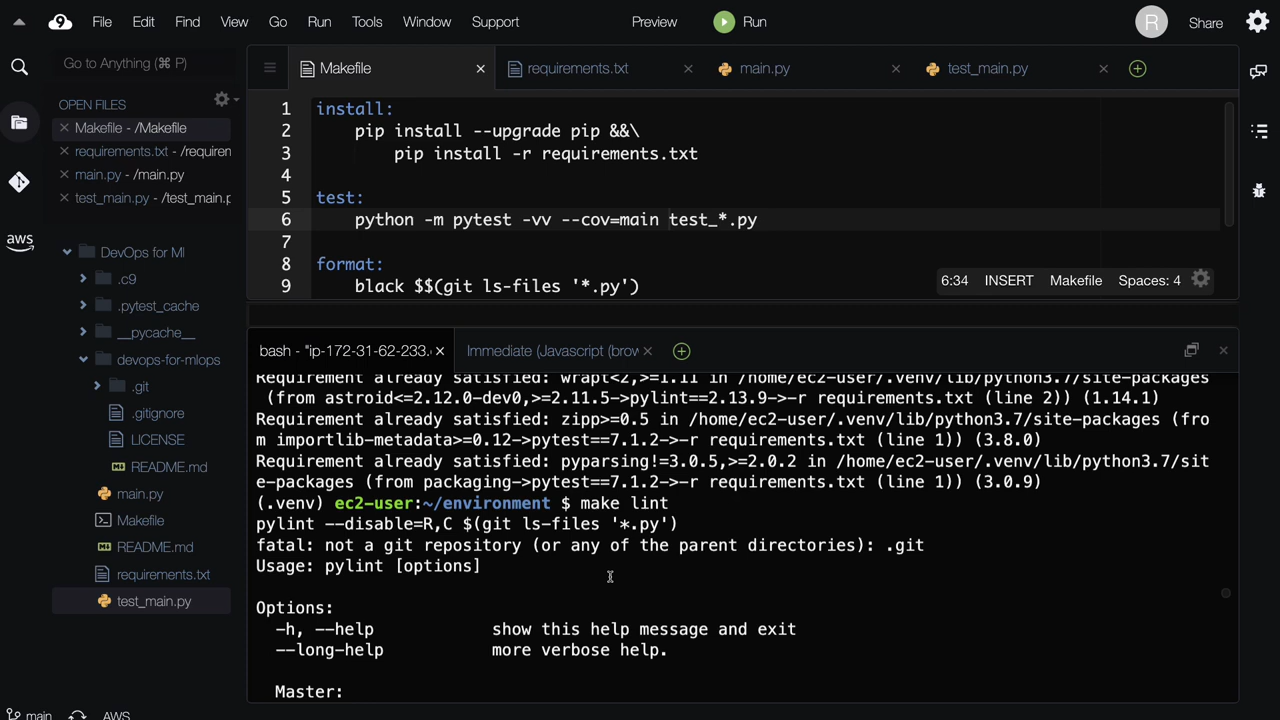 File Edit Find View Go Run Tools Window Support Preview Run R Share
Go to Anything (⌘ P)
Makefile requirements.txt main.py test_main.py
OPEN FILES
Makefile - /Makefile
requirements.txt - /requiren
main.py - /main.py
test_main.py - /test_main.p
aws
DevOps for Ml
.c9
.pytest_cache
__pycache__
devops-for-mlops
.git
.gitignore
LICENSE
README.md
main.py
Makefile
README.md
requirements.txt
test_main.py
1 install:
2 pip install --upgrade pip &&\
3 pip install -r requirements.txt
4
5 test:
6 python -m pytest -vv --cov=main test_*.py
7
8 format:
9 black $$(git ls-files '*.py')
6:34 INSERT Makefile Spaces: 4
bash - "ip-172-31-62-233. Immediate (Javascript (brow
Requirement already satisfied: wrapt<2,>=1.11 in /home/ec2-user/.venv/lib/python3.7/site-packages
(from astroid<=2.12.0-dev0,>=2.11.5->pylint==2.13.9->-r requirements.txt (line 2)) (1.14.1)
Requirement already satisfied: zipp>=0.5 in /home/ec2-user/.venv/lib/python3.7/site-packages (fro
m importlib-metadata>=0.12->pytest==7.1.2->-r requirements.txt (line 1)) (3.8.0)
Requirement already satisfied: pyparsing!=3.0.5,>=2.0.2 in /home/ec2-user/.venv/lib/python3.7/sit
e-packages (from packaging->pytest==7.1.2->-r requirements.txt (line 1)) (3.0.9)
(.venv) ec2-user:~/environment $ make lint
pylint --disable=R,C $(git ls-files '*.py')
fatal: not a git repository (or any of the parent directories): .git
Usage: pylint [options]
Options:
-h, --help show this help message and exit
--long-help more verbose help.
Master:
main AWS